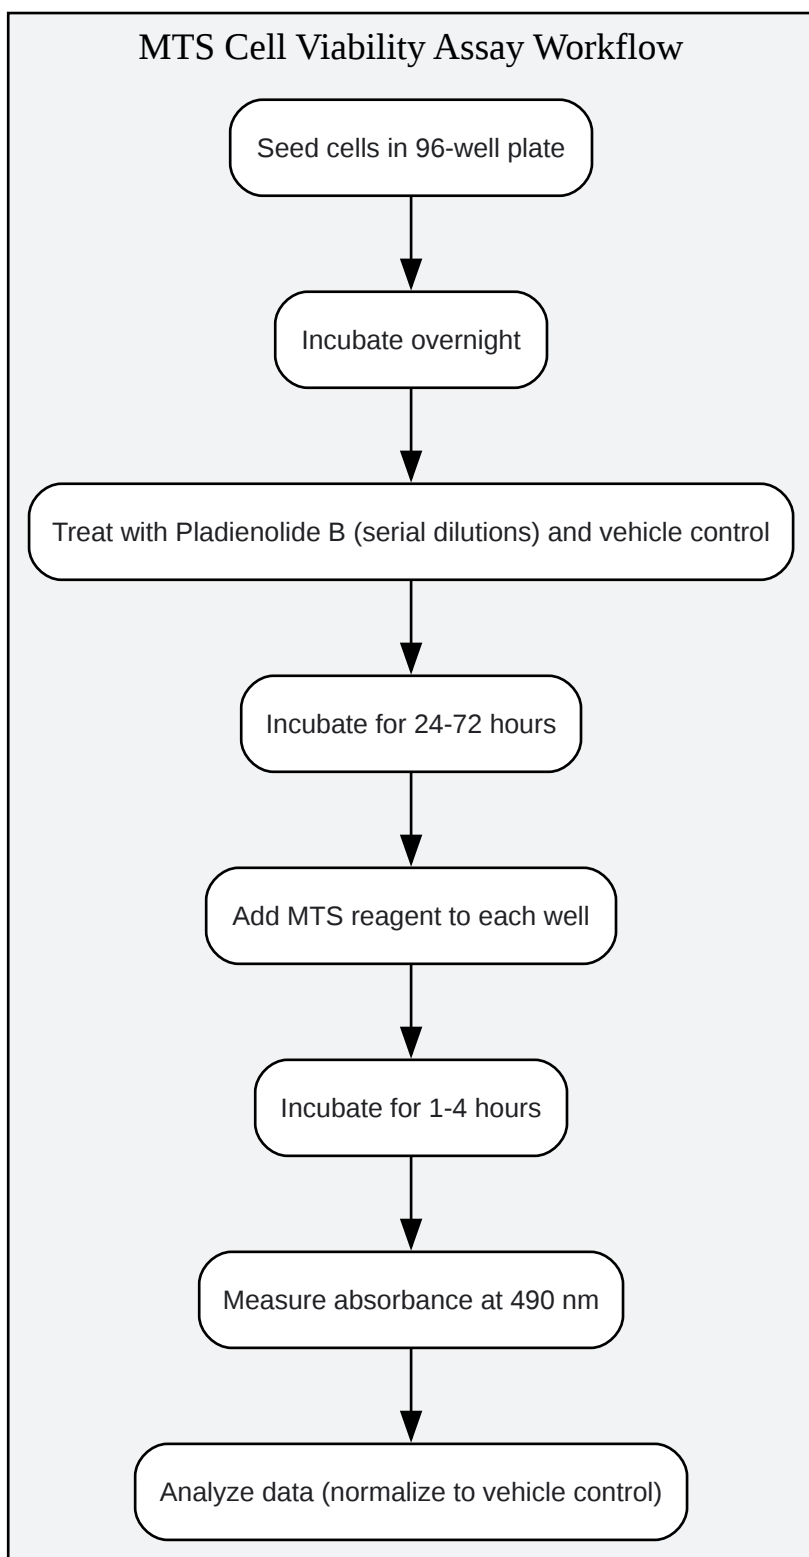 MTS Cell Viability Assay Workflow
Seed cells in 96-well plate
Incubate overnight
Treat with Pladienolide B (serial dilutions) and vehicle control
Incubate for 24-72 hours
Add MTS reagent to each well
Incubate for 1-4 hours
Measure absorbance at 490 nm
Analyze data (normalize to vehicle control)